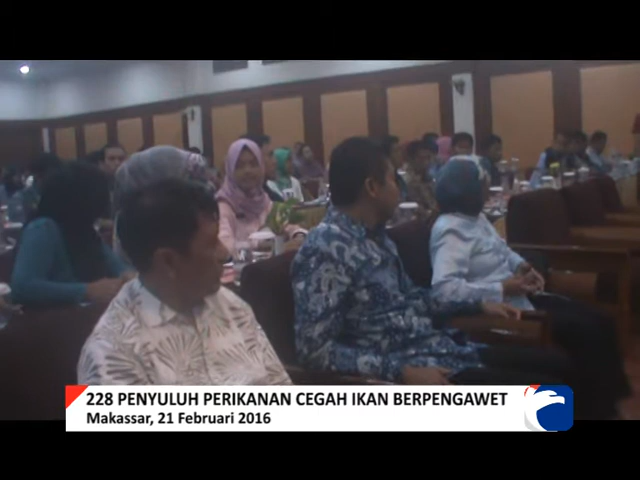 228 PENYULUH PERIKANAN CEGAH IKAN BERPENGAWET
Makassar, 21 Februari 2016